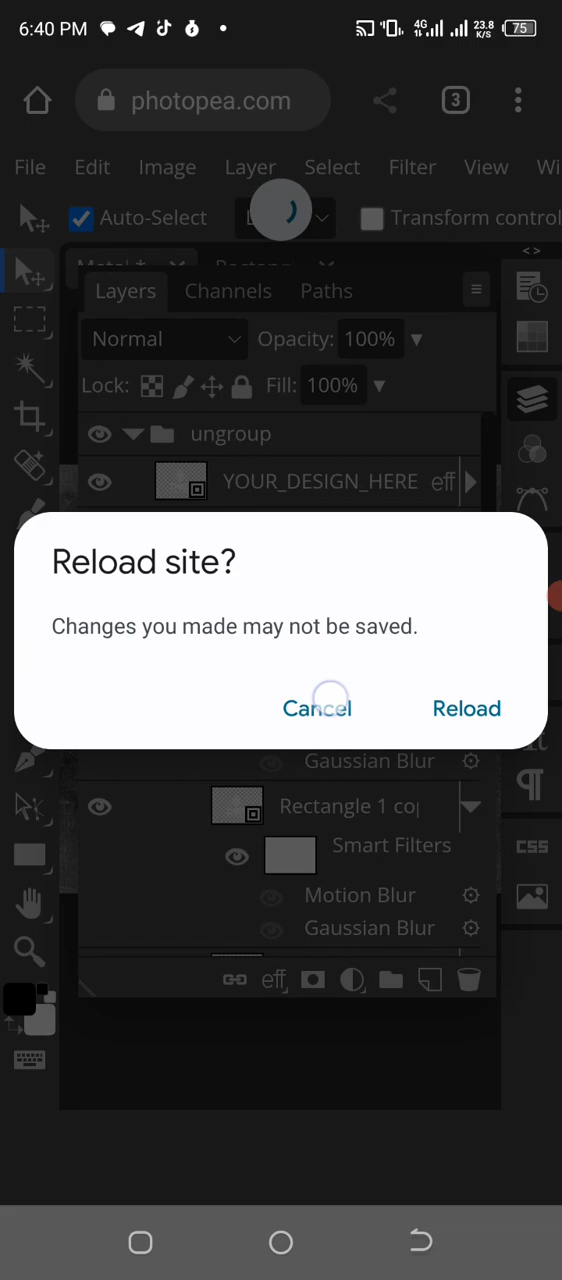 6:40 PM 4G 23.8 K/S 75
photopea.com 3
File Edit Image Layer Select Filter View Wi
Auto-Select Transform control
< >
Layers Channels Paths
Normal Opacity: 100%
Lock: Fill: 100%
ungroup
YOUR_DESIGN_HERE eff
Reload site?
Changes you made may not be saved.
Cancel Reload
Gaussian Blur
Rectangle 1 co
Smart Filters
CSS
Motion Blur
Gaussian Blur
eff